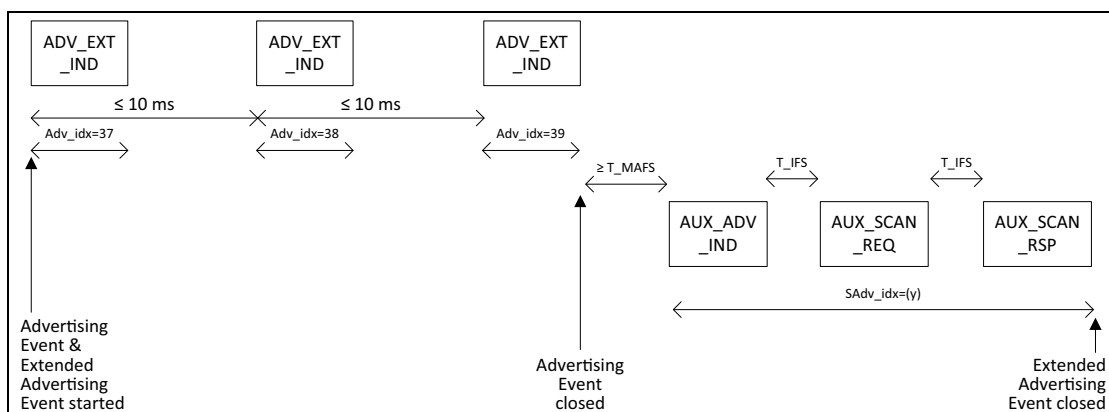 ADV_EXT
_IND
ADV_EXT
_IND
ADV_EXT
_IND
≤ 10 ms
≤ 10 ms
Adv_idx=37
Adv_idx=38
Adv_idx=39
≥ T_MAFS
T_IFS
T_IFS
AUX_ADV
_IND
AUX_SCAN
_REQ
AUX_SCAN
_RSP
SAdv_idx=(y)
Advertising
Event &
Extended
Advertising
Event started
Advertising
Event
closed
Extended
Advertising
Event closed